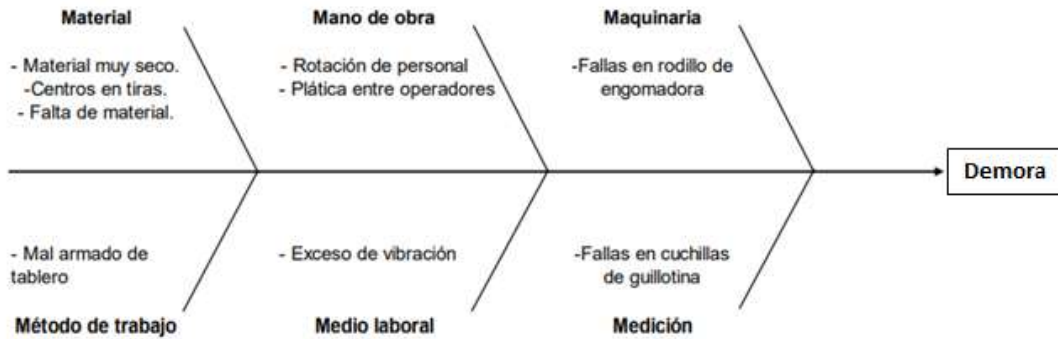 Material
- Material muy seco.
-Centros en tiras.
- Falta de material.
Mano de obra
- Rotación de personal
- Plática entre operadores
Maquinaria
-Fallas en rodillo de
engomadora
Demora
- Mal armado de
tablero
Método de trabajo
- Exceso de vibración
Medio laboral
-Fallas en cuchillas
de guillotina
Medición